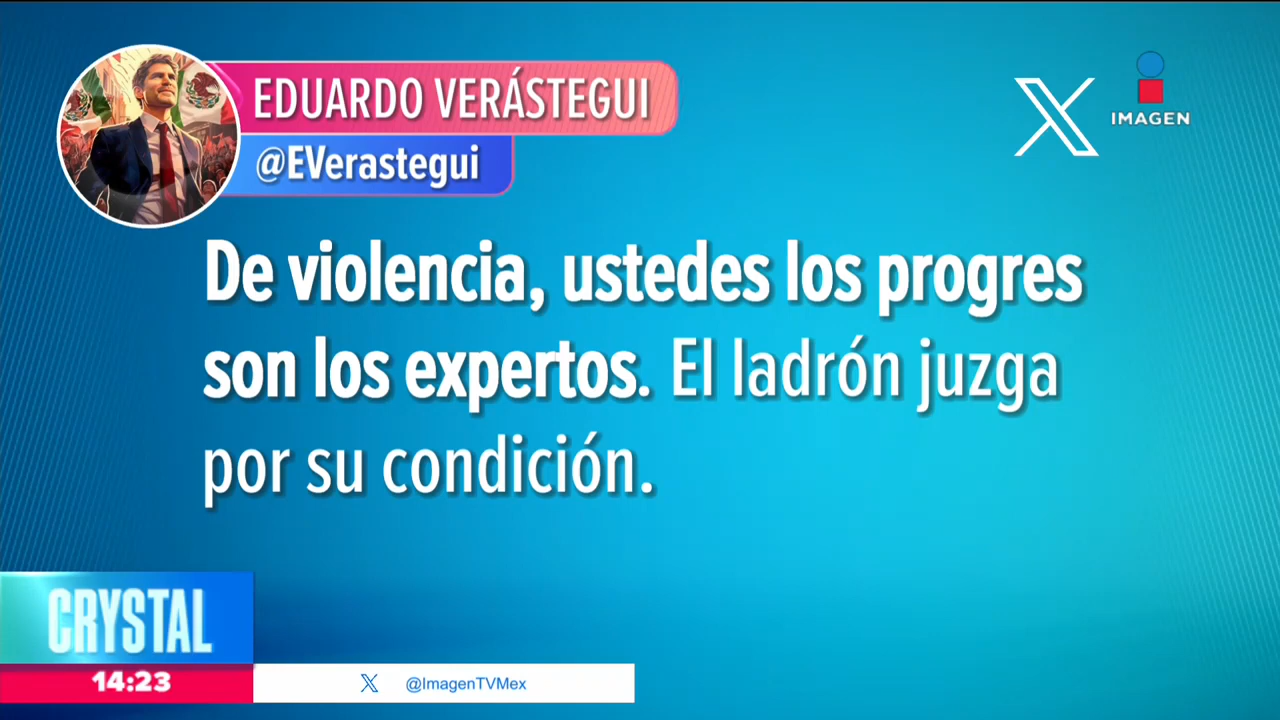 EDUARDO VERÁSTEGUI
@EVerastegui
IMAGEN
De violencia, ustedes los progres
son los expertos. El ladrón juzga
por su condición.
CRYSTAL
14:23
X @ImagenTVMex